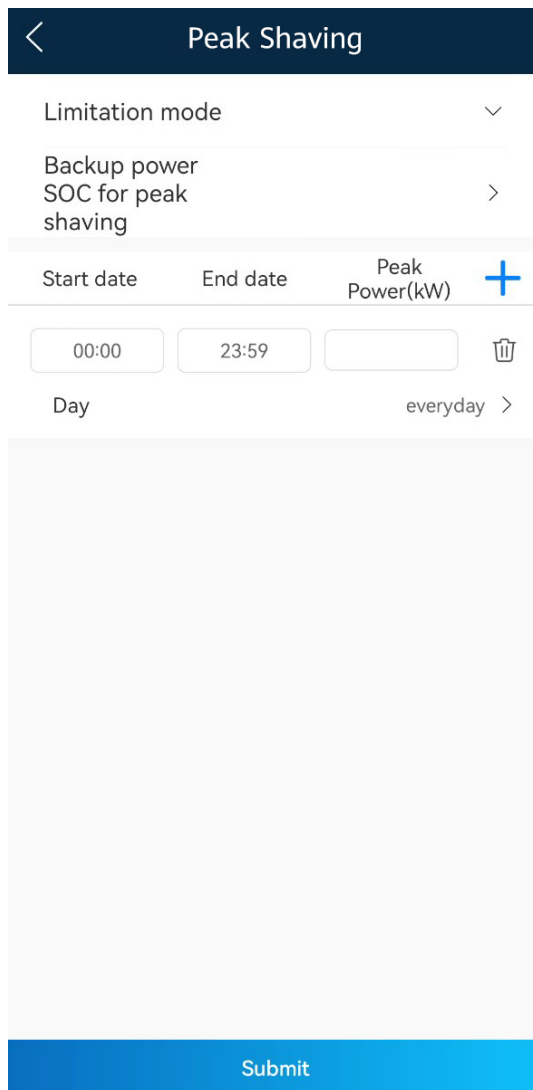 Peak Shaving
Limitation mode
Backup power
SOC for peak
shaving
Start date End date Peak
Power(kW)
00:00 23:59
Day everyday
Submit